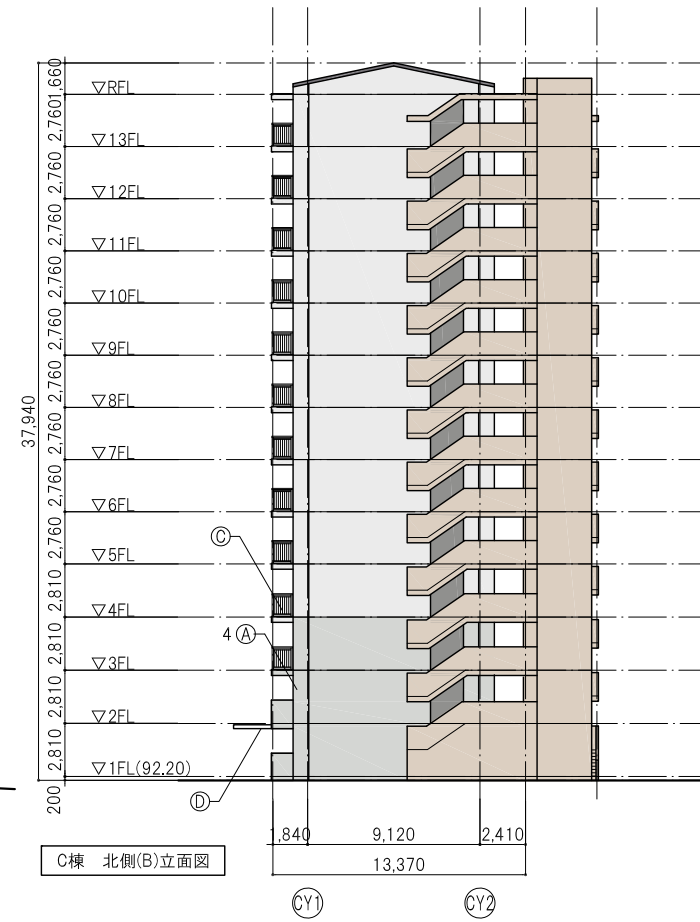 1,660
▽RFL
2,760
▽13FL
2,760
▽12FL
2,760
▽11FL
2,760
▽10FL
2,760
▽9FL
2,760
▽8FL
2,760
▽7FL
2,760
▽6FL
2,760
▽5FL
2,810
▽4FL
2,810
▽3FL
2,810
▽2FL
2,810
▽1FL(92.20)
200
37,940
Ⓒ
4 Ⓐ
Ⓓ
1,840
9,120
2,410
13,370
C棟 北側(B)立面図
CY1
CY2